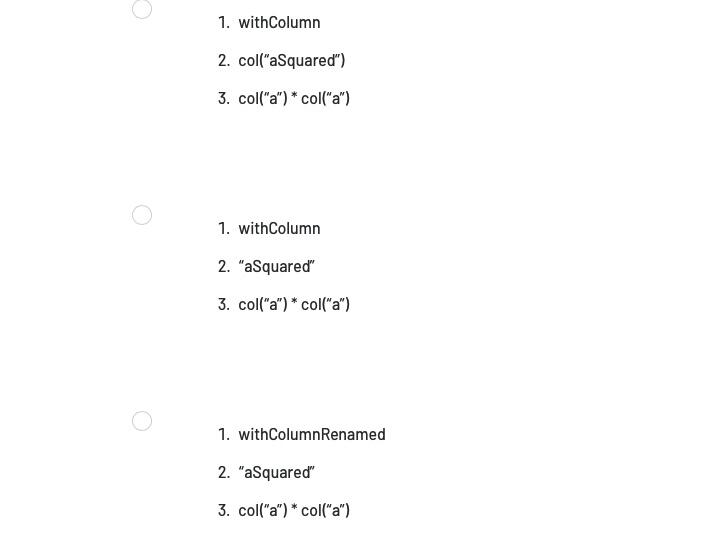 1. withColumn
2. col(“aSquared”)
3. col(“a”) * col(“a”)
1. withColumn
2. “aSquared”
3. col(“a”) * col(“a”)
1. withColumnRenamed
2. “aSquared”
3. col(“a”) * col(“a”)